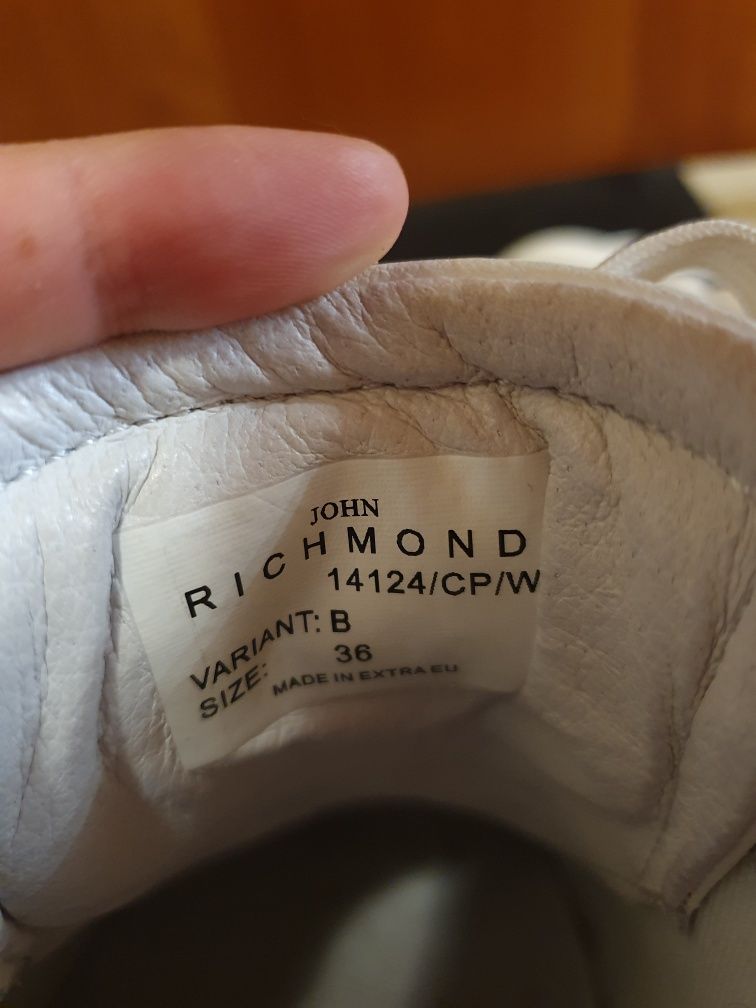 JOHN
RICHMOND
14124/CP/W
VARIANT: B
SIZE: 36
MADE IN EXTRA EU